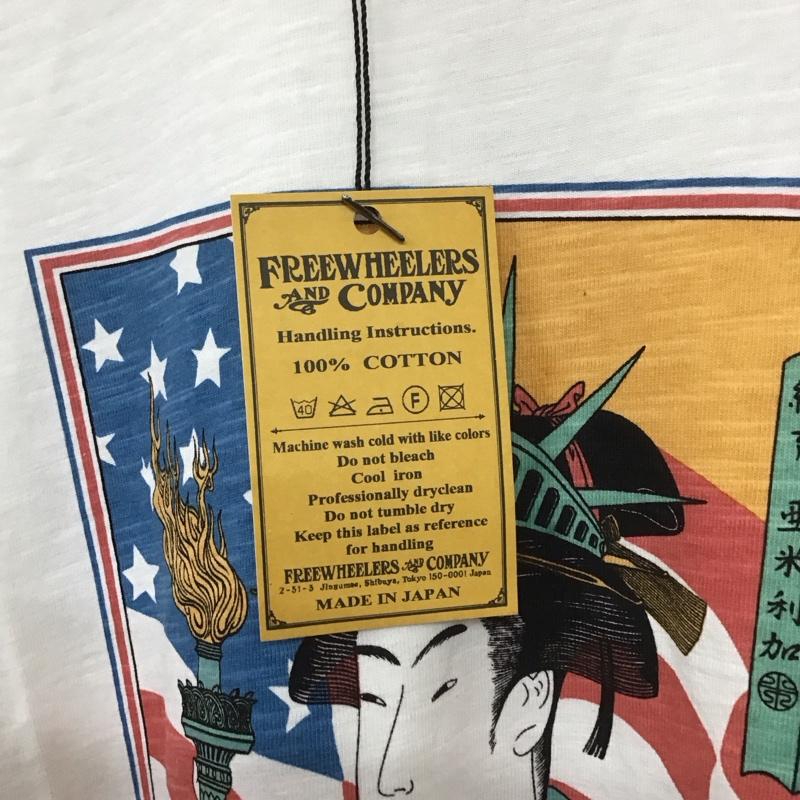 FREEWHEELERS
AND COMPANY
Handling Instructions.
100% COTTON
40
F
Machine wash cold with like colors
Do not bleach
Cool iron
Professionally dryclean
Do not tumble dry
Keep this label as reference
for handling
FREEWHEELERS AND COMPANY
2-51-3 Jingumae, Shibuya, Tokyo 150-0001 Japan
MADE IN JAPAN
亜米利加